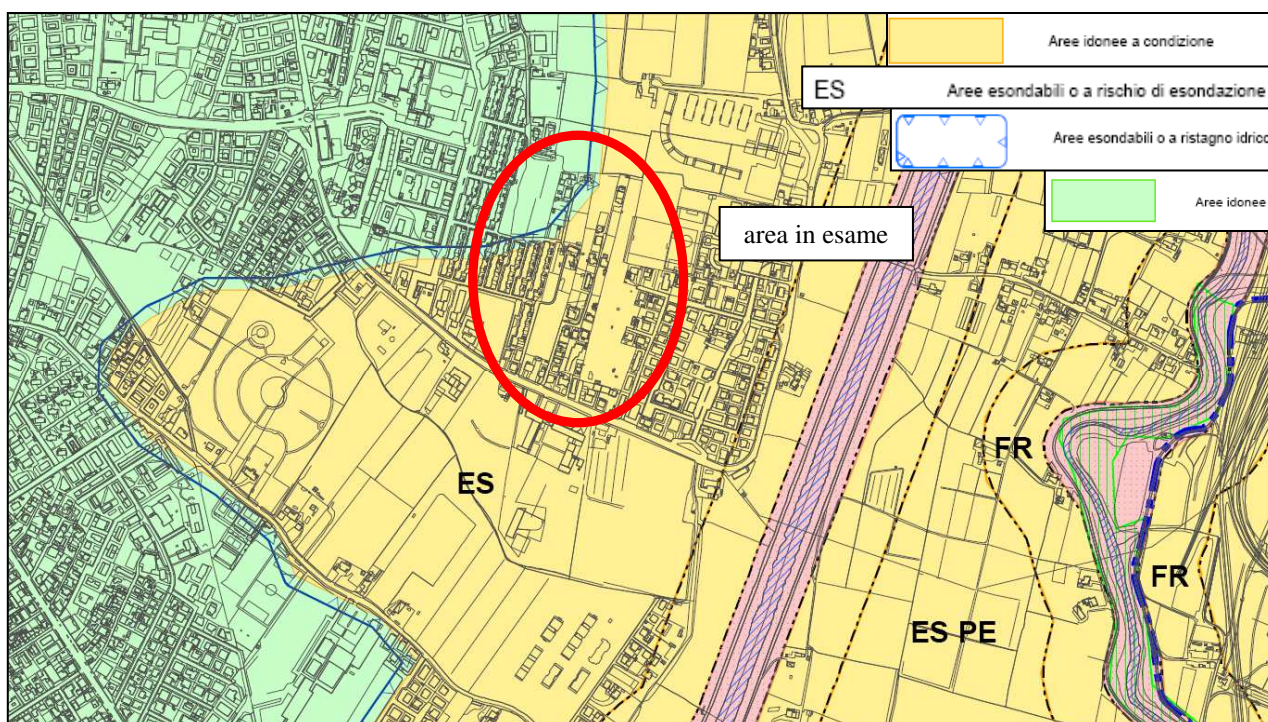 Aree idonee a condizione
ES Aree esondabili o a rischio di esondazione
Aree esondabili o a ristagno idrico
Aree idonee
area in esame
FR
ES
FR
ES PE